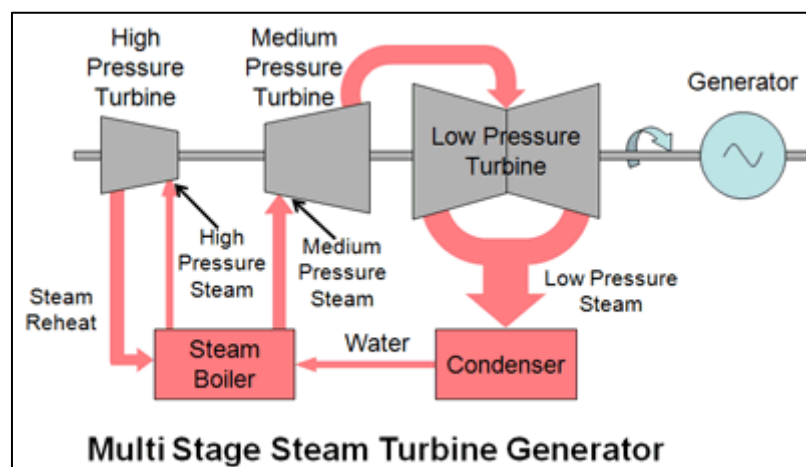 High
Pressure
Turbine
Medium
Pressure
Turbine
Generator
Low Pressure
Turbine
High
Pressure
Steam
Medium
Pressure
Steam
Low Pressure
Steam
Steam
Reheat
Steam
Boiler
Water
Condenser
Multi Stage Steam Turbine Generator